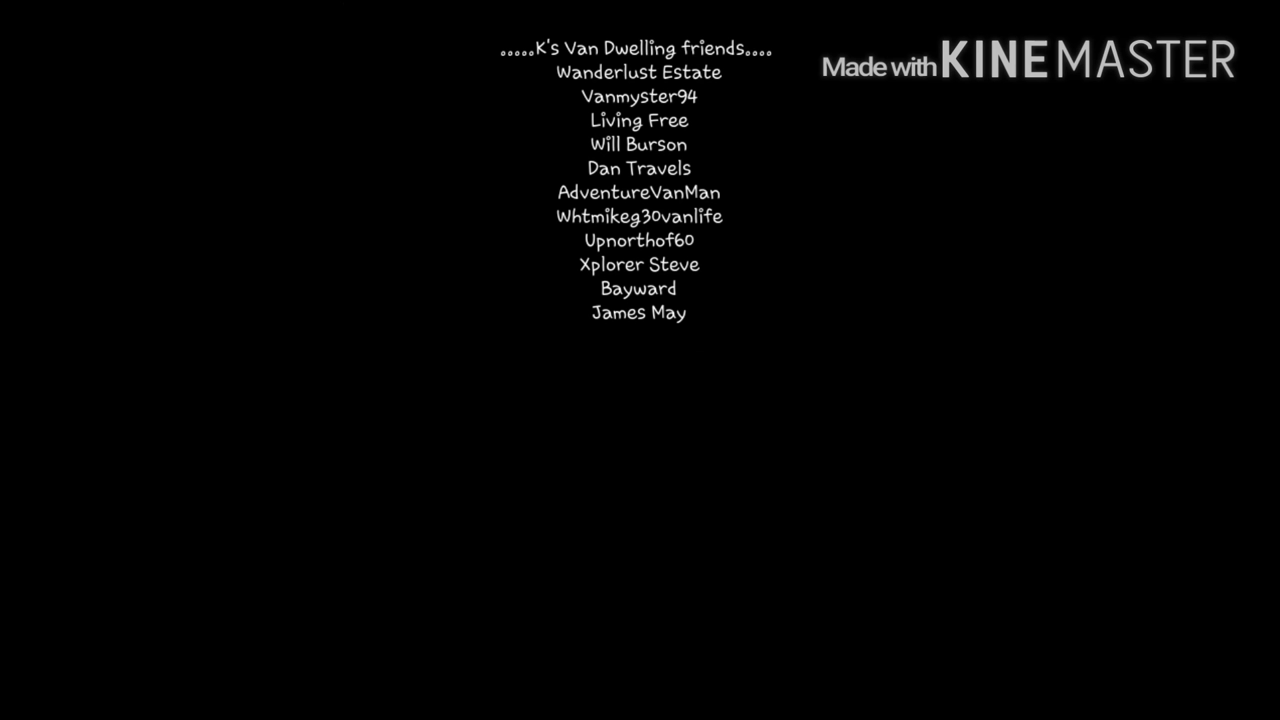 .....K's Van Dwelling friends....
Wanderlust Estate
Vanmyster94
Living Free
Will Burson
Dan Travels
AdventureVanMan
Whtmikeg30vanlife
Upnorthof60
Xplorer Steve
Bayward
James May
Made with KINEMASTER